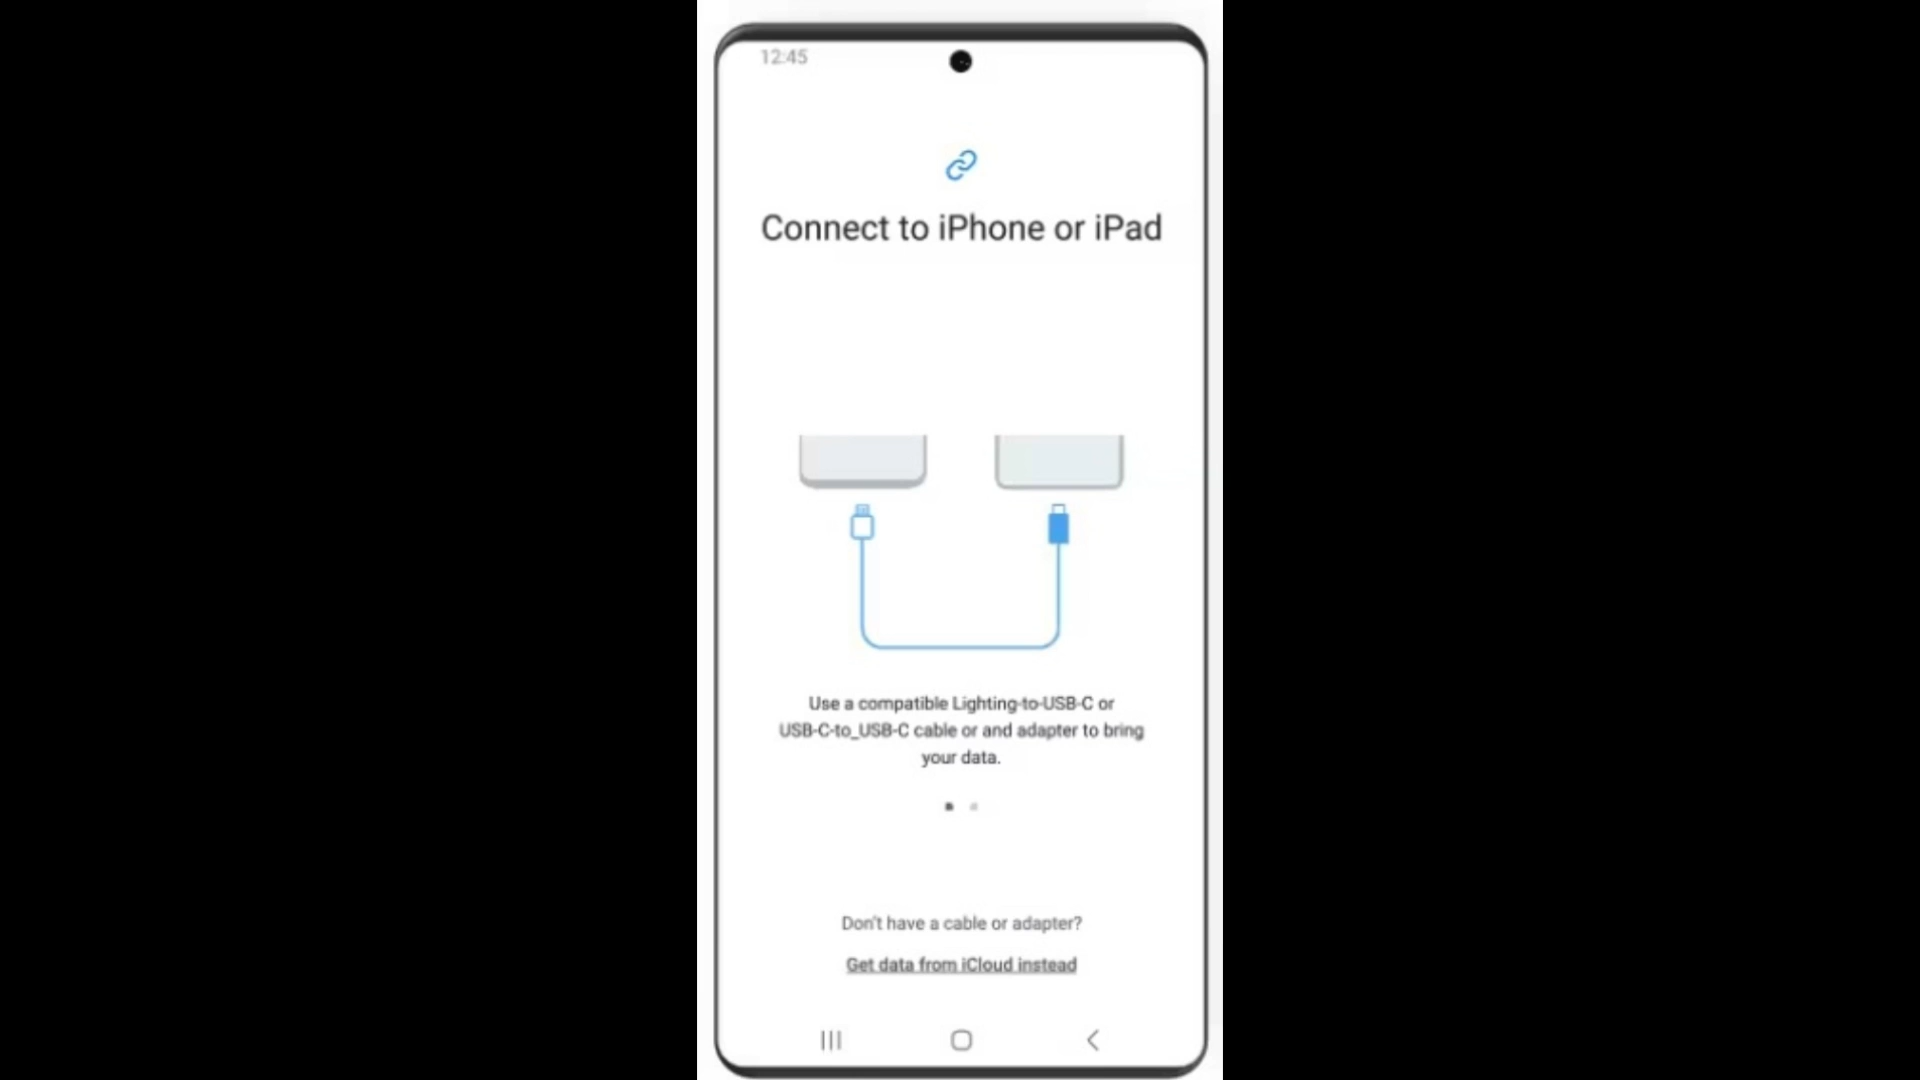 12:45
Connect to iPhone or iPad
Use a compatible Lighting-to-USB-C or
USB-C-to_USB-C cable or and adapter to bring
your data.
Don't have a cable or adapter?
Get data from iCloud instead